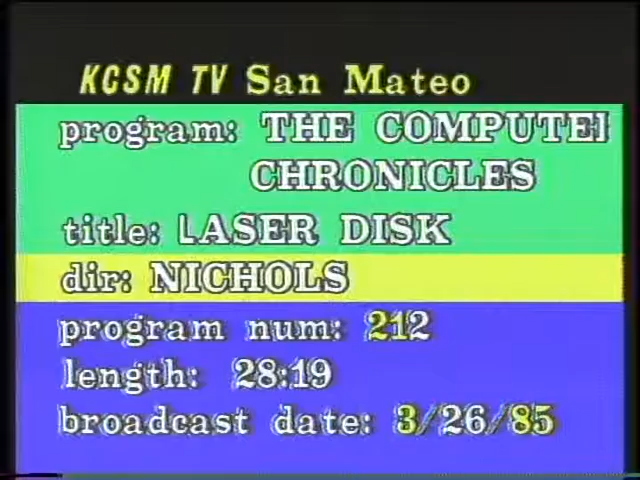 KCSM TV San Mateo
program: THE COMPUTER
CHRONICLES
title: LASER DISK
dir: NICHOLS
program num: 212
length: 28:19
broadcast date: 3/26/85